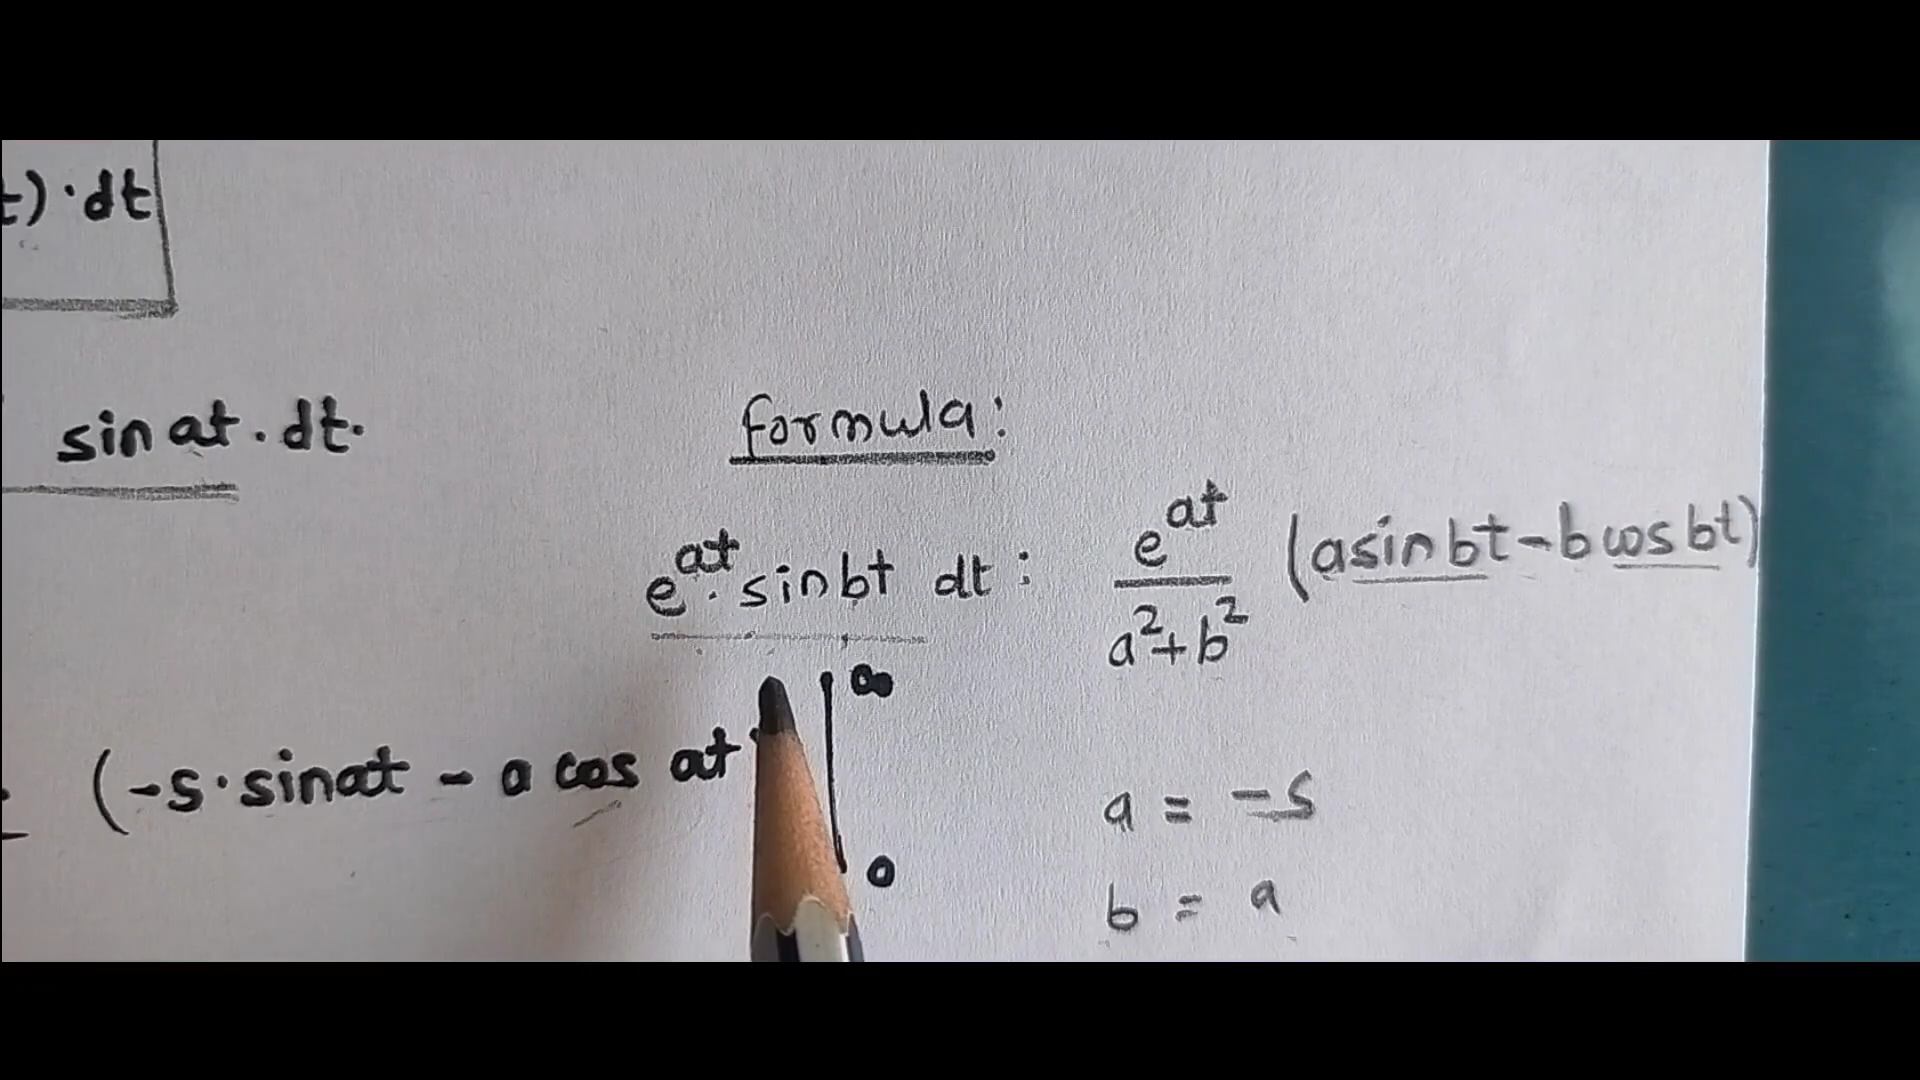 t) · dt
sin at . dt.
formula:
e^at . sin bt dt : e^at / a²+b² (a sin bt - b cos bt)
(-s · sin at - a cos at ∞
0
a = -s
b = a